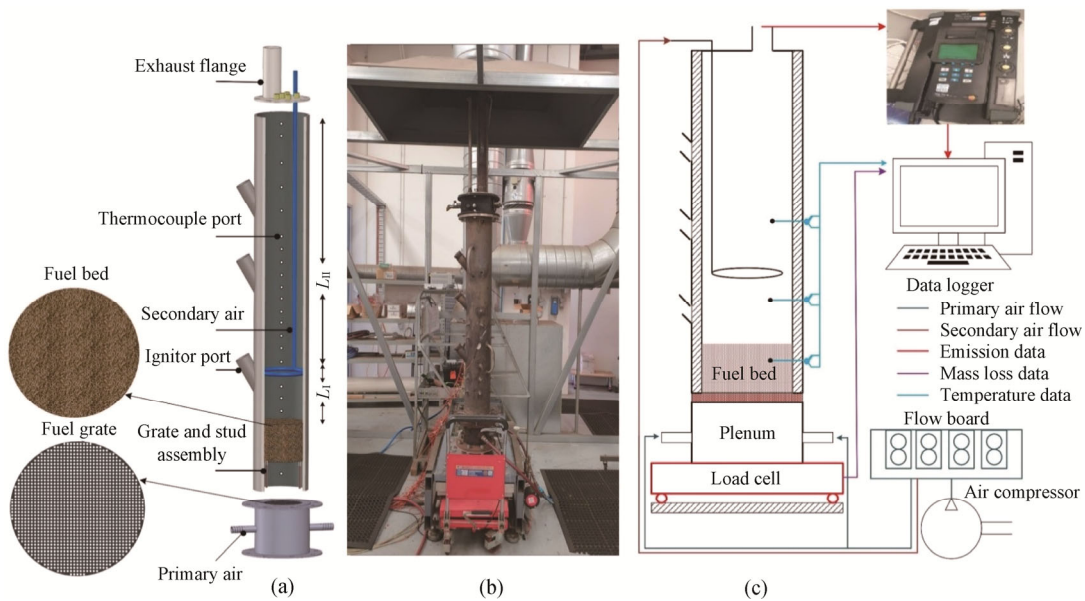 Exhaust flange
Thermocouple port
Fuel bed
Secondary air
Ignitor port
Fuel grate
Grate and stud
assembly
Primary air
L_II
L_I
(a)
(b)
Fuel bed
Plenum
Load cell
(c)
Data logger
Primary air flow
Secondary air flow
Emission data
Mass loss data
Temperature data
Flow board
Air compressor